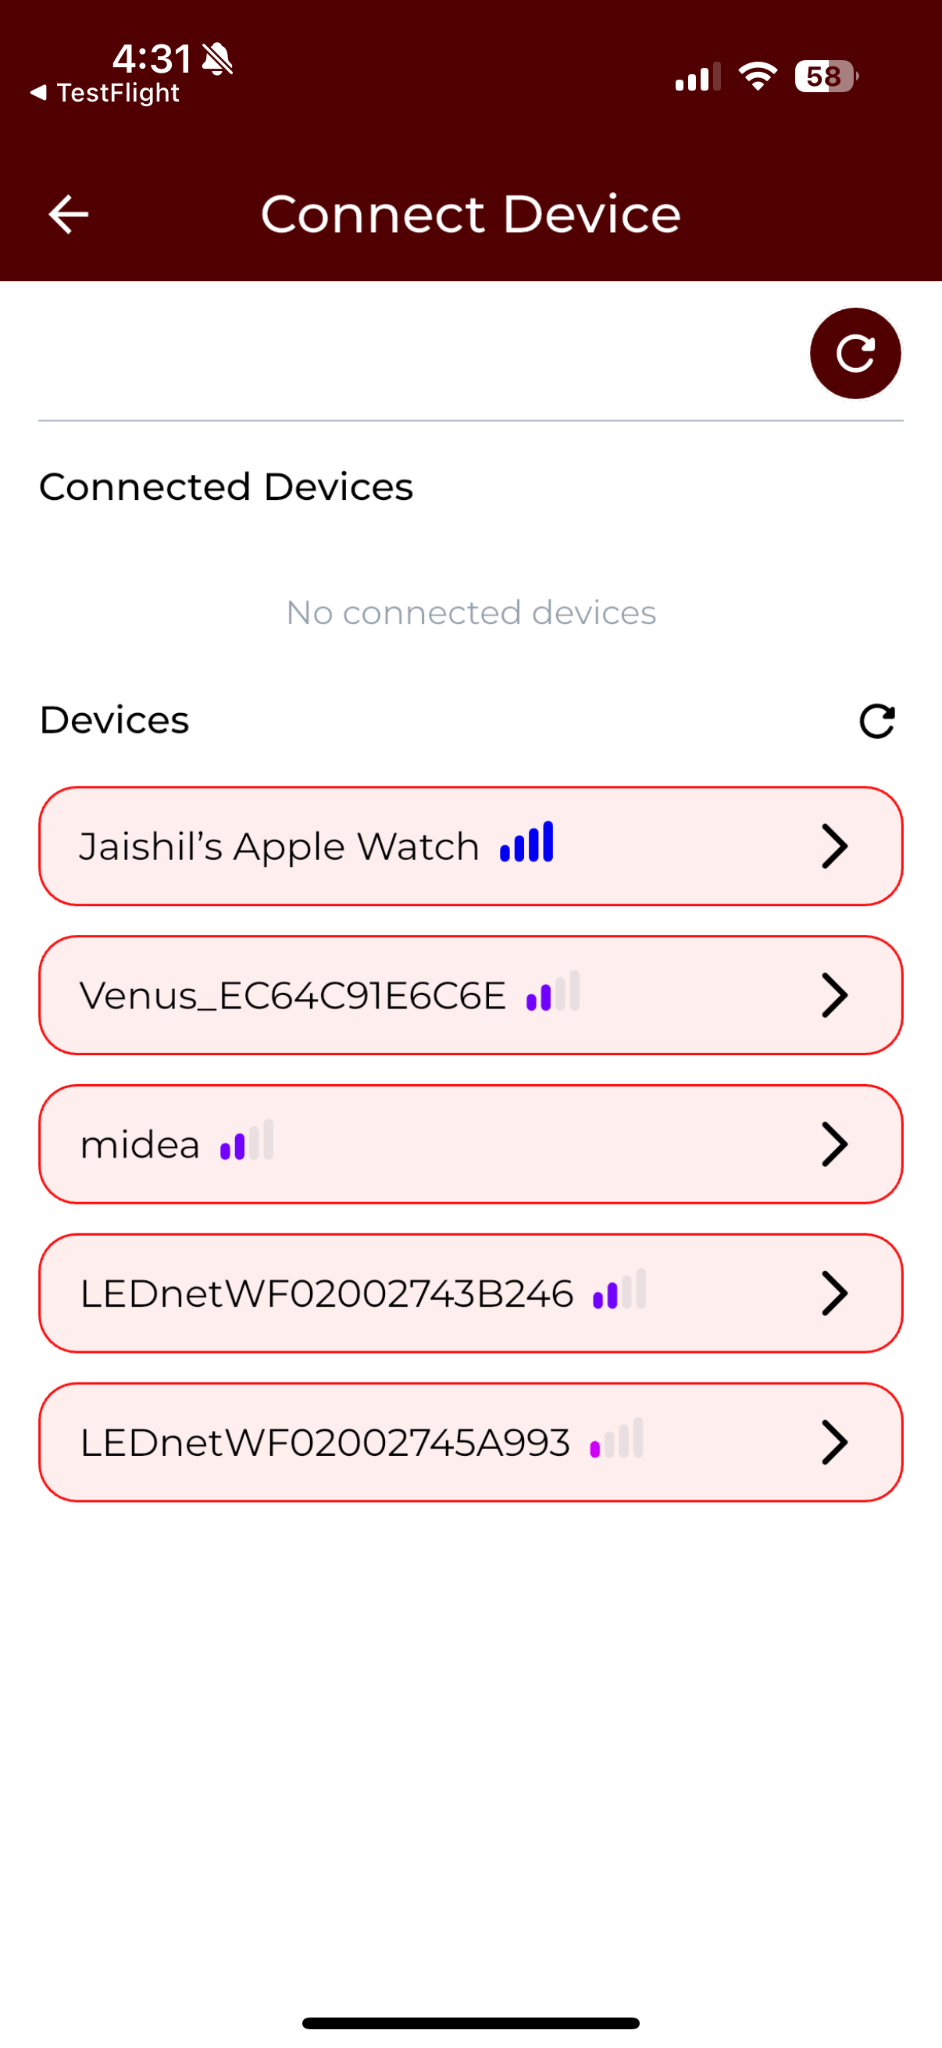 4:31
58
TestFlight
Connect Device
Connected Devices
No connected devices
Devices
Jaishil’s Apple Watch
Venus_EC64C91E6C6E
midea
LEDnetWF02002743B246
LEDnetWF02002745A993